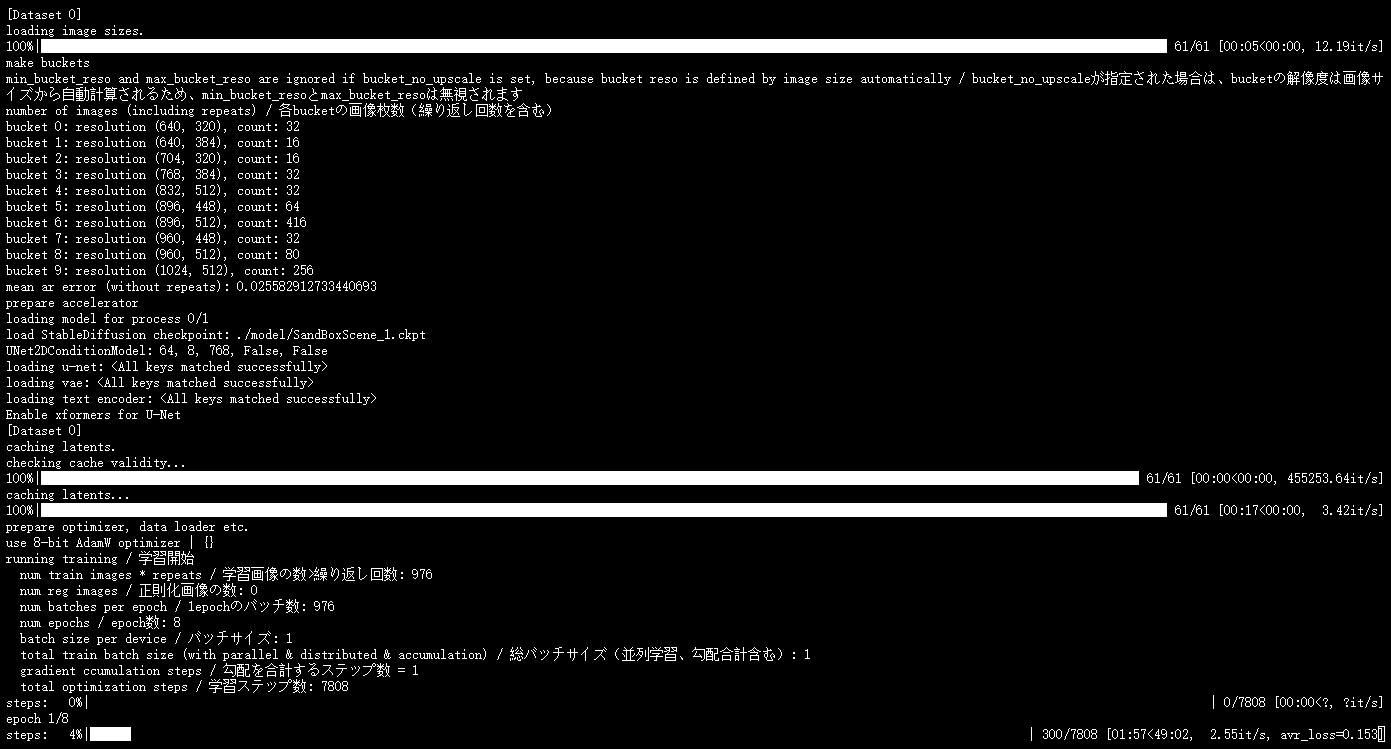 [Dataset 0]
loading image sizes.
100%| 61/61 [00:05<00:00, 12.19it/s]
make buckets
min_bucket_reso and max_bucket_reso are ignored if bucket_no_upscale is set, because bucket reso is defined by image size automatically / bucket_no_upscaleが指定された場合は、bucketの解像度は画像サ
イズから自動計算されるため、min_bucket_resoとmax_bucket_resoは無視されます
number of images (including repeats) / 各bucketの画像枚数（繰り返し回数を含む）
bucket 0: resolution (640, 320), count: 32
bucket 1: resolution (640, 384), count: 16
bucket 2: resolution (704, 320), count: 16
bucket 3: resolution (768, 384), count: 32
bucket 4: resolution (832, 512), count: 32
bucket 5: resolution (896, 448), count: 64
bucket 6: resolution (896, 512), count: 416
bucket 7: resolution (960, 448), count: 32
bucket 8: resolution (960, 512), count: 80
bucket 9: resolution (1024, 512), count: 256
mean ar error (without repeats): 0.025582912733440693
prepare accelerator
loading model for process 0/1
load StableDiffusion checkpoint: ./model/SandBoxScene_1.ckpt
UNet2DConditionModel: 64, 8, 768, False, False
loading u-net: <All keys matched successfully>
loading vae: <All keys matched successfully>
loading text encoder: <All keys matched successfully>
Enable xformers for U-Net
[Dataset 0]
caching latents.
checking cache validity...
100%| 61/61 [00:00<00:00, 455253.64it/s]
caching latents...
100%| 61/61 [00:17<00:00, 3.42it/s]
prepare optimizer, data loader etc.
use 8-bit AdamW optimizer | {}
running training / 学習開始
num train images * repeats / 学習画像の数>繰り返し回数: 976
num reg images / 正則化画像の数: 0
num batches per epoch / 1epochのバッチ数: 976
num epochs / epoch数: 8
batch size per device / バッチサイズ: 1
total train batch size (with parallel & distributed & accumulation) / 総バッチサイズ（並列学習、勾配合計含む）: 1
gradient ccumulation steps / 勾配を合計するステップ数 = 1
total optimization steps / 学習ステップ数: 7808
steps: 0%| | 0/7808 [00:00<?, ?it/s]
epoch 1/8
steps: 4%| | 300/7808 [01:57<49:02, 2.55it/s, avr_loss=0.153]